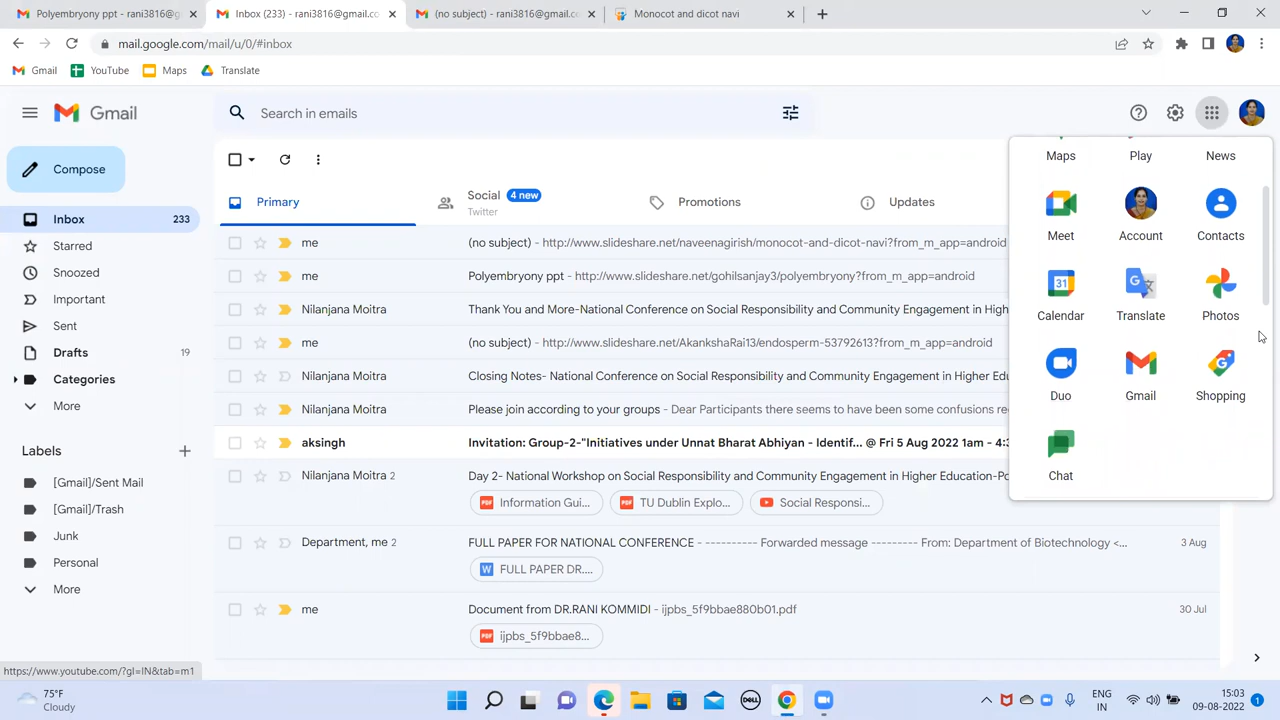 Polyembryony ppt - rani3816@g
Inbox (233) - rani3816@gmail.co
(no subject) - rani3816@gmail.co
Monocot and dicot navi
mail.google.com/mail/u/0/#inbox
Gmail YouTube Maps Translate
Gmail
Search in emails
Compose
Inbox 233
Starred
Snoozed
Important
Sent
Drafts 19
Categories
More
Labels
[Gmail]/Sent Mail
[Gmail]/Trash
Junk
Personal
More
https://www.youtube.com/?gl=IN&tab=m1
Primary
Social 4 new
Twitter
Promotions
Updates
me (no subject) - http://www.slideshare.net/naveenagirish/monocot-and-dicot-navi?from_m_app=android
me Polyembryony ppt - http://www.slideshare.net/gohilsanjay3/polyembryony?from_m_app=android
Nilanjana Moitra Thank You and More-National Conference on Social Responsibility and Community Engagement in High
me (no subject) - http://www.slideshare.net/AkankshaRai13/endosperm-53792613?from_m_app=android
Nilanjana Moitra Closing Notes- National Conference on Social Responsibility and Community Engagement in Higher Edu
Nilanjana Moitra Please join according to your groups - Dear Participants there seems to have been some confusions re
aksingh Invitation: Group-2-"Initiatives under Unnat Bharat Abhiyan - Identif... @ Fri 5 Aug 2022 1am - 4:3
Nilanjana Moitra 2 Day 2- National Workshop on Social Responsibility and Community Engagement in Higher Education-Po
Information Gui... TU Dublin Explo... Social Responsi...
Department, me 2 FULL PAPER FOR NATIONAL CONFERENCE - ---------- Forwarded message --------- From: Department of Biotechnology <... 3 Aug
FULL PAPER DR....
me Document from DR.RANI KOMMIDI - ijpbs_5f9bbae880b01.pdf 30 Jul
ijpbs_5f9bbae8...
Maps Play News
Meet Account Contacts
31
Calendar Translate Photos
Duo Gmail Shopping
Chat
75°F
Cloudy
DELL
ENG
IN
15:03
09-08-2022
1